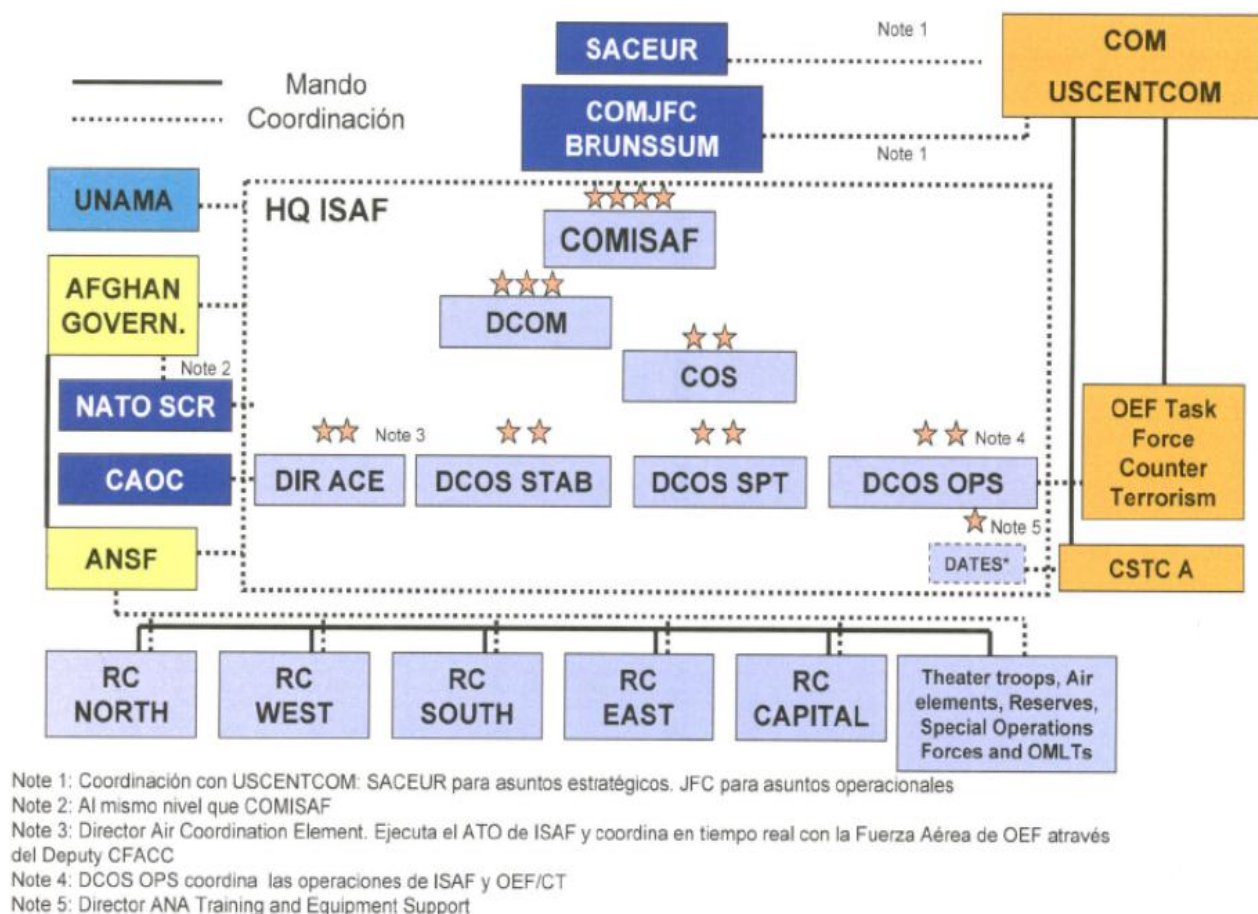 SACEUR
Note 1
COM
USCENTCOM
Mando
Coordinación
COMJFC
BRUNSSUM
Note 1
UNAMA
HQ ISAF
COMISAF
AFGHAN
GOVERN.
DCOM
COS
Note 2
NATO SCR
OEF Task
Force
Counter
Terrorism
Note 3
Note 4
CAOC
DIR ACE
DCOS STAB
DCOS SPT
DCOS OPS
Note 5
ANSF
DATES*
CSTC A
RC
NORTH
RC
WEST
RC
SOUTH
RC
EAST
RC
CAPITAL
Theater troops, Air
elements, Reserves,
Special Operations
Forces and OMLTs
Note 1: Coordinación con USCENTCOM: SACEUR para asuntos estratégicos. JFC para asuntos operacionales
Note 2: Al mismo nivel que COMISAF
Note 3: Director Air Coordination Element. Ejecuta el ATO de ISAF y coordina en tiempo real con la Fuerza Aérea de OEF através
del Deputy CFACC
Note 4: DCOS OPS coordina las operaciones de ISAF y OEF/CT
Note 5: Director ANA Training and Equipment Support